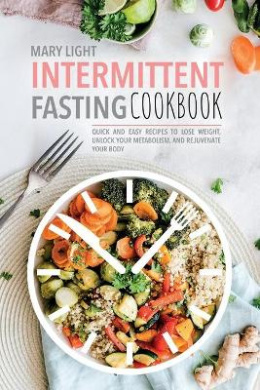 MARY LIGHT
INTERMITTENT
FASTING COOKBOOK
QUICK AND EASY RECIPES TO LOSE WEIGHT,
UNLOCK YOUR METABOLISM, AND REJUVENATE
YOUR BODY